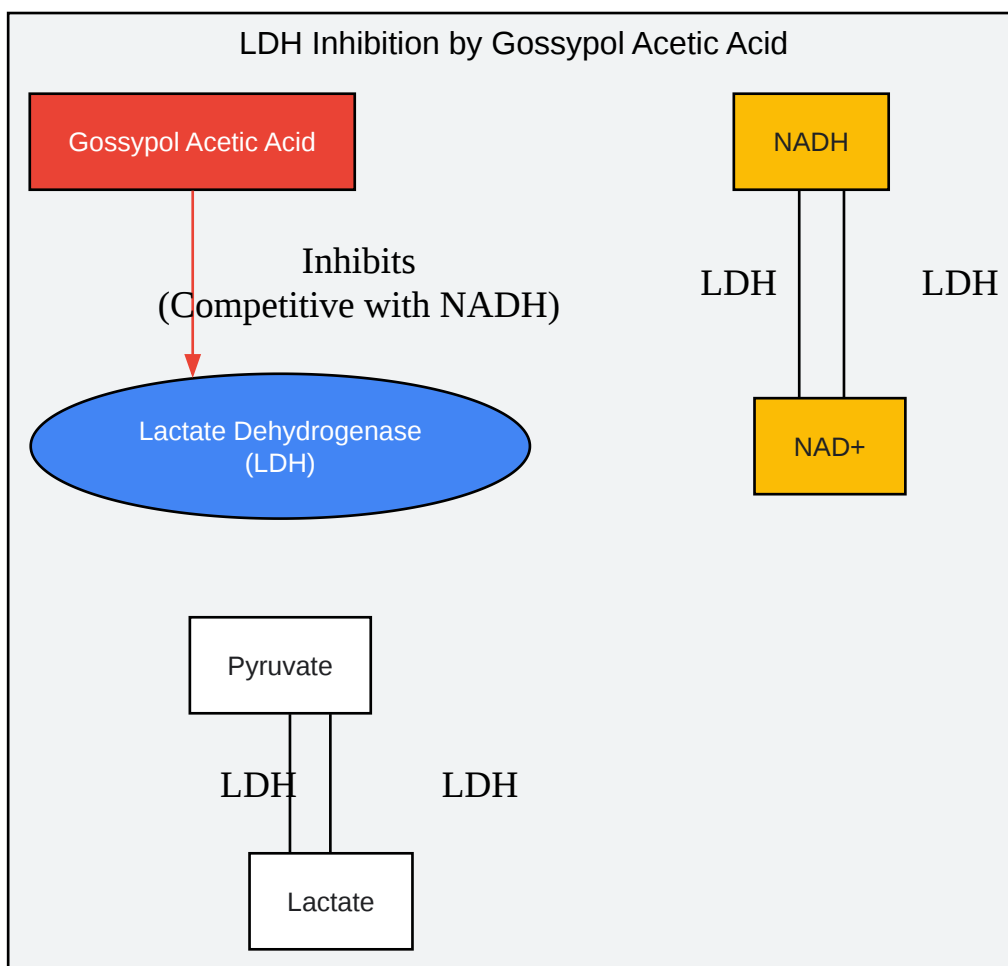 LDH Inhibition by Gossypol Acetic Acid
Gossypol Acetic Acid
NADH
Inhibits
(Competitive with NADH)
LDH
LDH
Lactate Dehydrogenase
(LDH)
NAD+
Pyruvate
LDH
LDH
Lactate